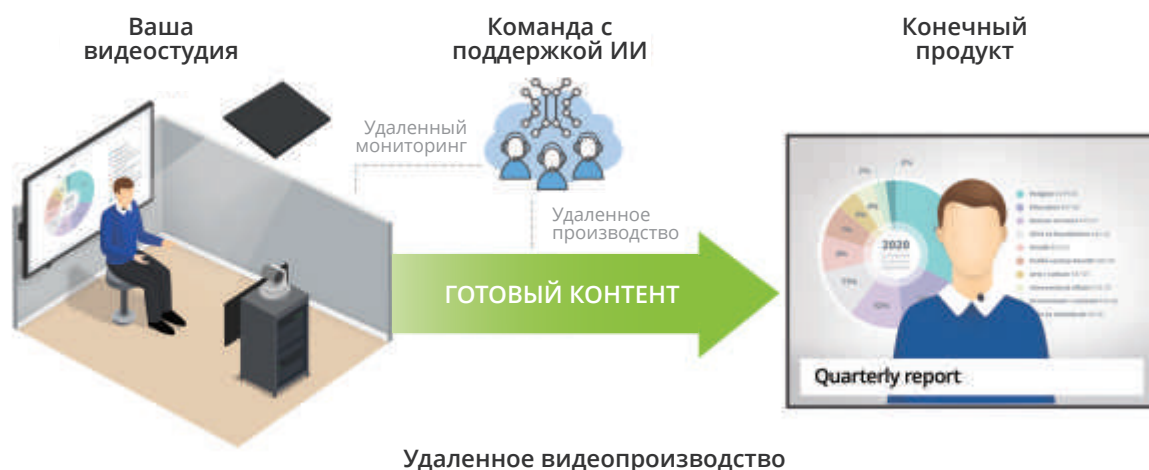 Ваша
видеостудия
Команда с
поддержкой ИИ
Конечный
продукт
Удаленный
мониторинг
Удаленное
производство
ГОТОВЫЙ КОНТЕНТ
2020
Quarterly report
Удаленное видеопроизводство